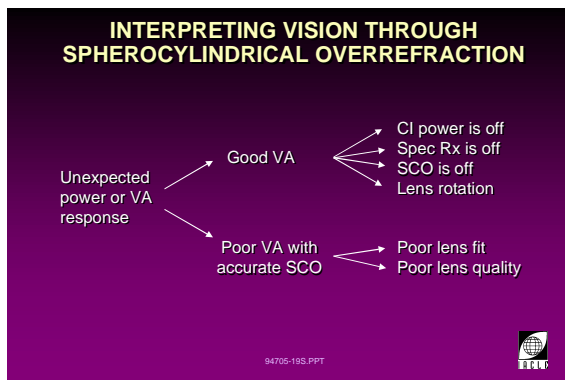 INTERPRETING VISION THROUGH
SPHEROCYLINDRICAL OVERREFRACTION
Unexpected
power or VA
response
Good VA
Cl power is off
Spec Rx is off
SCO is off
Lens rotation
Poor VA with
accurate SCO
Poor lens fit
Poor lens quality
94705-19S.PPT
IACLE